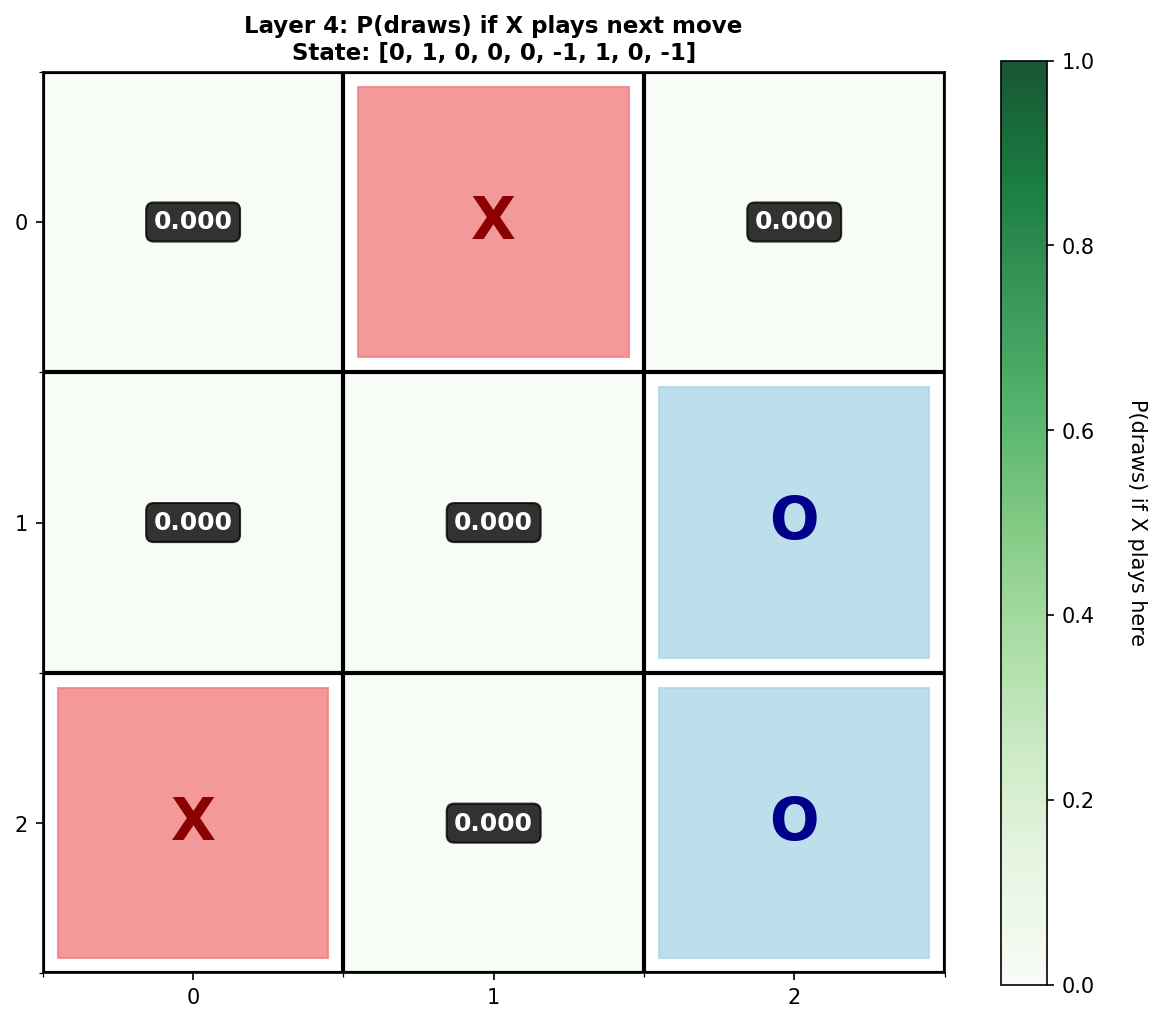 Layer 4: P(draws) if X plays next move
State: [0, 1, 0, 0, 0, -1, 1, 0, -1]
0
0.000
X
0.000
1
0.000
0.000
O
2
X
0.000
O
0
1
2
1.0
0.8
0.6
0.4
0.2
0.0
P(draws) if X plays here